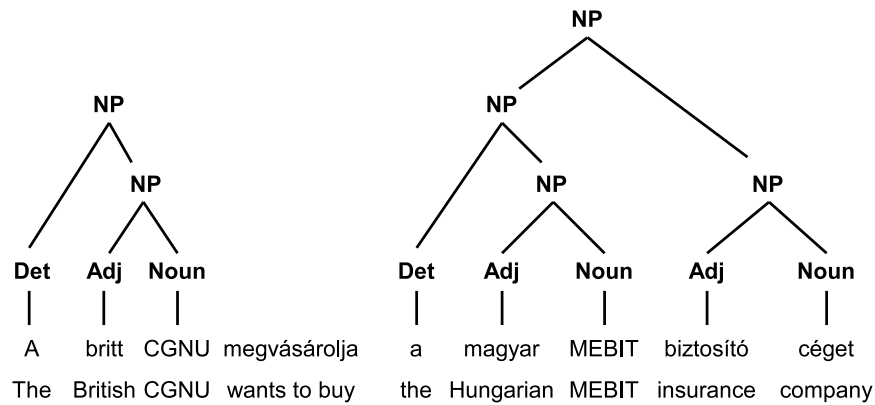 NP
NP NP
NP NP NP
Det Adj Noun Det Adj Noun Adj Noun
A britt CGNU megvásárolja a magyar MEBIT biztosító céget
The British CGNU wants to buy the Hungarian MEBIT insurance company